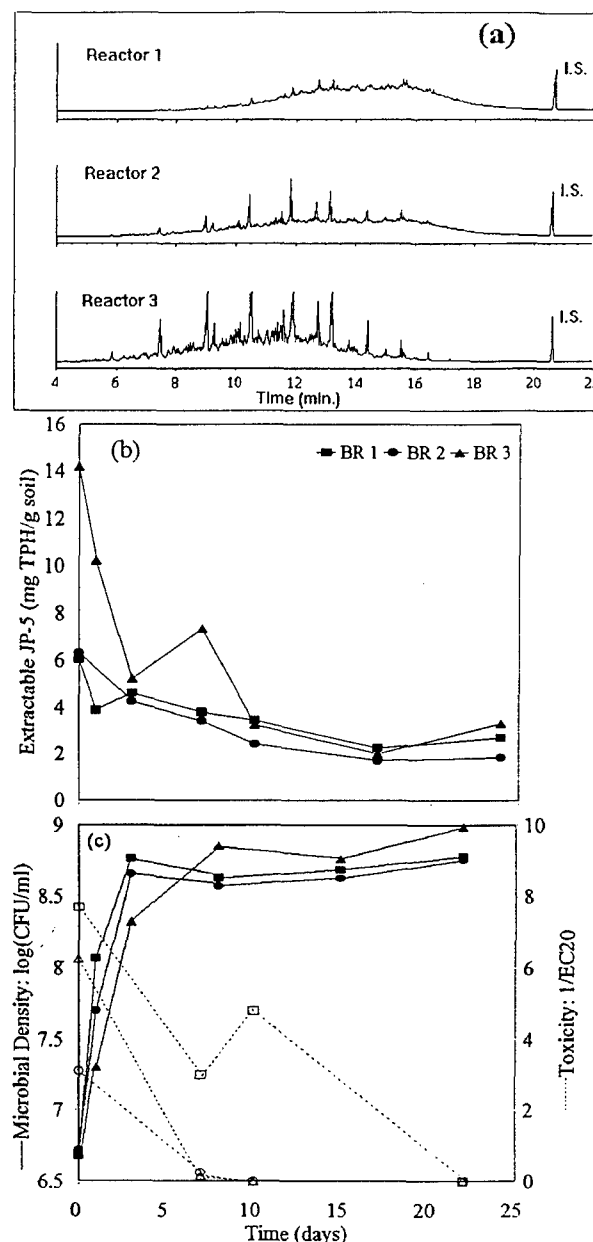 (a)
Reactor 1
I.S.
Reactor 2
I.S.
Reactor 3
I.S.
4 6 8 10 12 14 16 18 20 22
Time (min.)
16
14
12
10
8
6
4
2
0
Extractable JP-5 (mg TPH/g soil)
(b)
BR 1 BR 2 BR 3
9
8.5
8
7.5
7
6.5
Microbial Density: log(CFU/ml)
(c)
10
8
6
4
2
0
Toxicity: 1/EC20
0 5 10 15 20 25
Time (days)